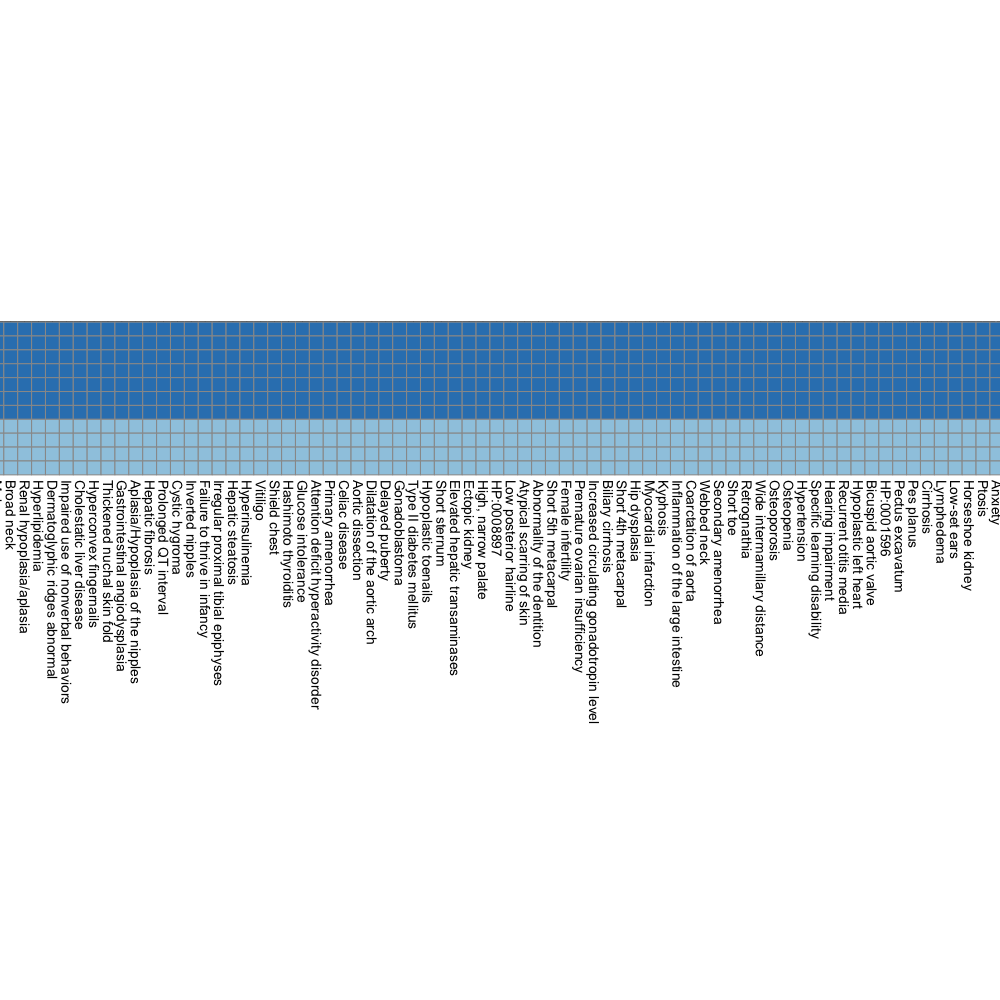 Broad neck
Renal hypoplasia/aplasia
Hyperlipidemia
Dermatoglyphic ridges abnormal
Impaired use of nonverbal behaviors
Cholestatic liver disease
Hyperconvex fingernails
Thickened nuchal skin fold
Gastrointestinal angiodysplasia
Aplasia/Hypoplasia of the nipples
Hepatic fibrosis
Prolonged QT interval
Cystic hygroma
Inverted nipples
Failure to thrive in infancy
Irregular proximal tibial epiphyses
Hepatic steatosis
Hyperinsulinemia
Vitiligo
Shield chest
Hashimoto thyroiditis
Glucose intolerance
Attention deficit hyperactivity disorder
Primary amenorrhea
Celiac disease
Aortic dissection
Dilatation of the aortic arch
Delayed puberty
Gonadoblastoma
Type II diabetes mellitus
Hypoplastic toenails
Short sternum
Elevated hepatic transaminases
Ectopic kidney
High, narrow palate
HP:0008897
Low posterior hairline
Atypical scarring of skin
Abnormality of the dentition
Short 5th metacarpal
Female infertility
Premature ovarian insufficiency
Increased circulating gonadotropin level
Biliary cirrhosis
Short 4th metacarpal
Hip dysplasia
Myocardial infarction
Kyphosis
Inflammation of the large intestine
Coarctation of aorta
Webbed neck
Secondary amenorrhea
Short toe
Retrognathia
Wide intermamillary distance
Osteoporosis
Osteopenia
Hypertension
Specific learning disability
Hearing impairment
Recurrent otitis media
Hypoplastic left heart
Bicuspid aortic valve
HP:0001596
Pectus excavatum
Pes planus
Cirrhosis
Lymphedema
Low-set ears
Horseshoe kidney
Ptosis
Anxiety